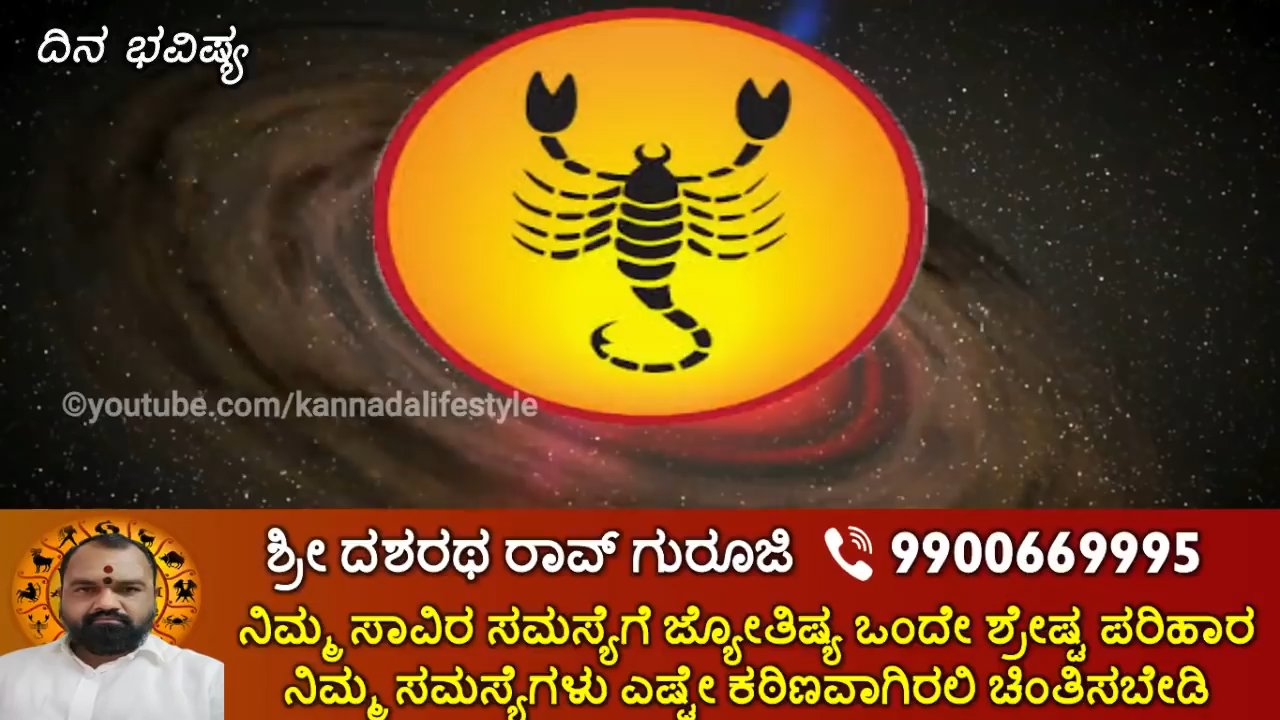 ದಿನ ಭವಿಷ್ಯ
©youtube.com/kannadalifestyle
ಶ್ರೀ ದಶರಥ ರಾವ್ ಗುರೂಜಿ 9900669995
ನಿಮ್ಮ ಸಾವಿರ ಸಮಸ್ಯೆಗೆ ಜ್ಯೋತಿಷ್ಯ ಒಂದೇ ಶ್ರೇಷ್ಟ ಪರಿಹಾರ
ನಿಮ್ಮ ಸಮಸ್ಯೆಗಳು ಎಷ್ಟೇ ಕಠಿಣವಾಗಿರಲಿ ಚಿಂತಿಸಬೇಡಿ